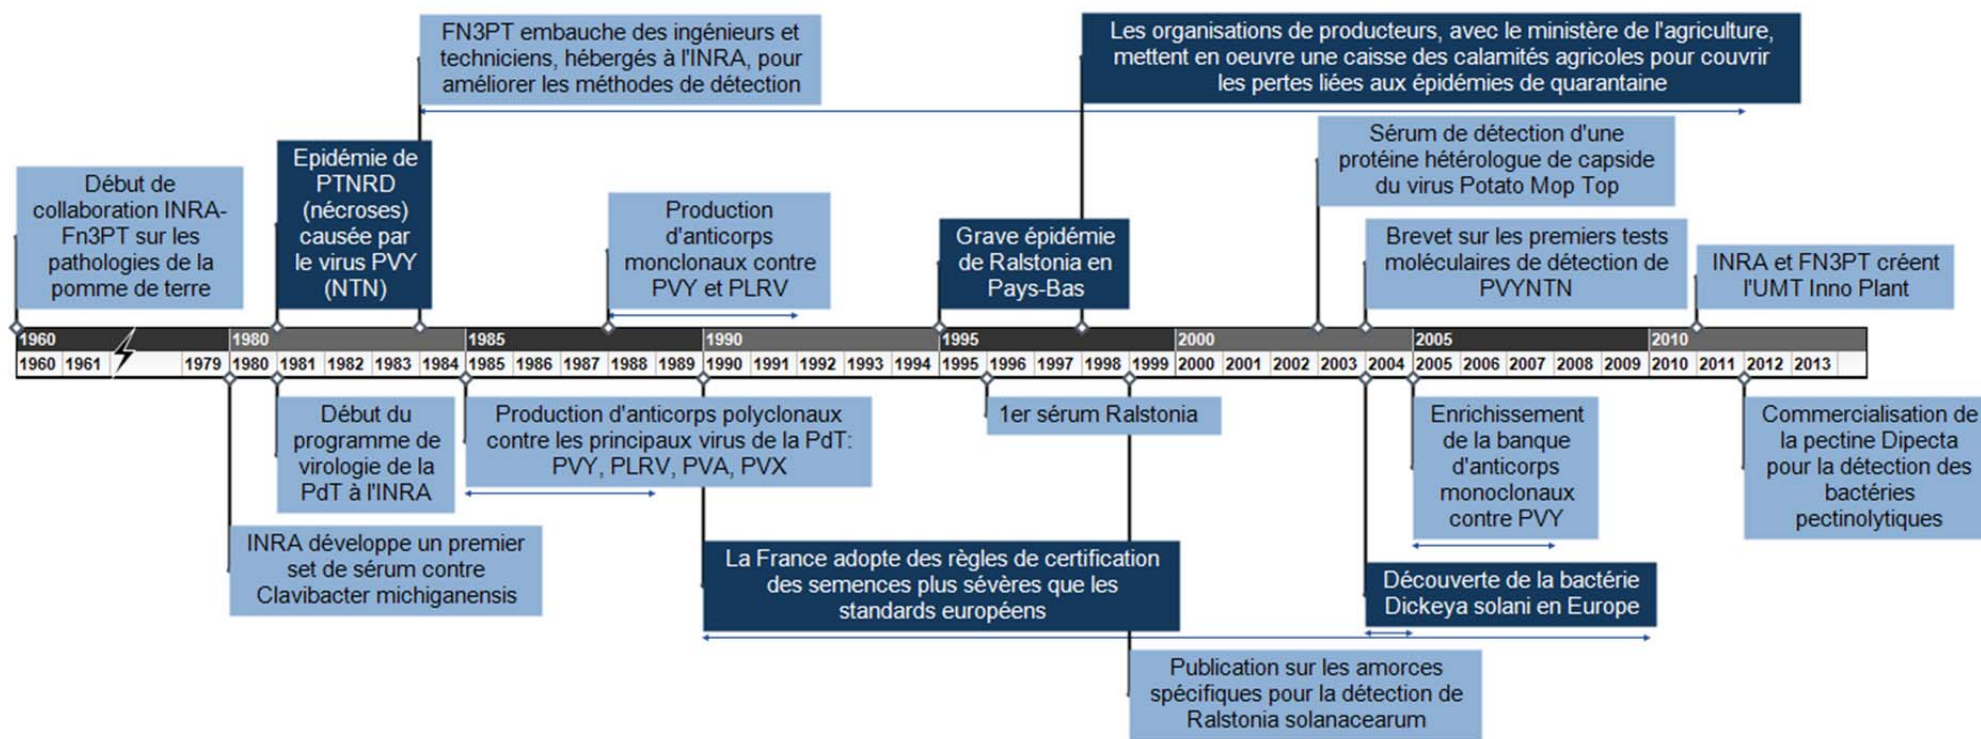 FN3PT embauche des ingénieurs et
techniciens, hébergés à l'INRA, pour
améliorer les méthodes de détection
Les organisations de producteurs, avec le ministère de l'agriculture,
mettent en oeuvre une caisse des calamités agricoles pour couvrir
les pertes liées aux épidémies de quarantaine
Début de
collaboration INRA-
Fn3PT sur les
pathologies de la
pomme de terre
Epidémie de
PTNRD
(nécroses)
causée par
le virus PVY
(NTN)
Production
d'anticorps
monclonaux contre
PVY et PLRV
Grave épidémie
de Ralstonia en
Pays-Bas
Sérum de détection d'une
protéine hétérologue de capside
du virus Potato Mop Top
Brevet sur les premiers tests
moléculaires de détection de
PVYNTN
INRA et FN3PT créent
l'UMT Inno Plant
1960 1980 1985 1990 1995 2000 2005 2010
1960 1961 1979 1980 1981 1982 1983 1984 1985 1986 1987 1988 1989 1990 1991 1992 1993 1994 1995 1996 1997 1998 1999 2000 2001 2002 2003 2004 2005 2006 2007 2008 2009 2010 2011 2012 2013
Début du
programme de
virologie de la
PdT à l'INRA
Production d'anticorps polyclonaux
contre les principaux virus de la PdT:
PVY, PLRV, PVA, PVX
1er sérum Ralstonia
Enrichissement
de la banque
d'anticorps
monoclonaux
contre PVY
Commercialisation de
la pectine Dipecta
pour la détection des
bactéries
pectinolytiques
INRA développe un premier
set de sérum contre
Clavibacter michiganensis
La France adopte des règles de certification
des semences plus sévères que les
standards européens
Découverte de la bactérie
Dickeya solani en Europe
Publication sur les amorces
spécifiques pour la détection de
Ralstonia solanacearum